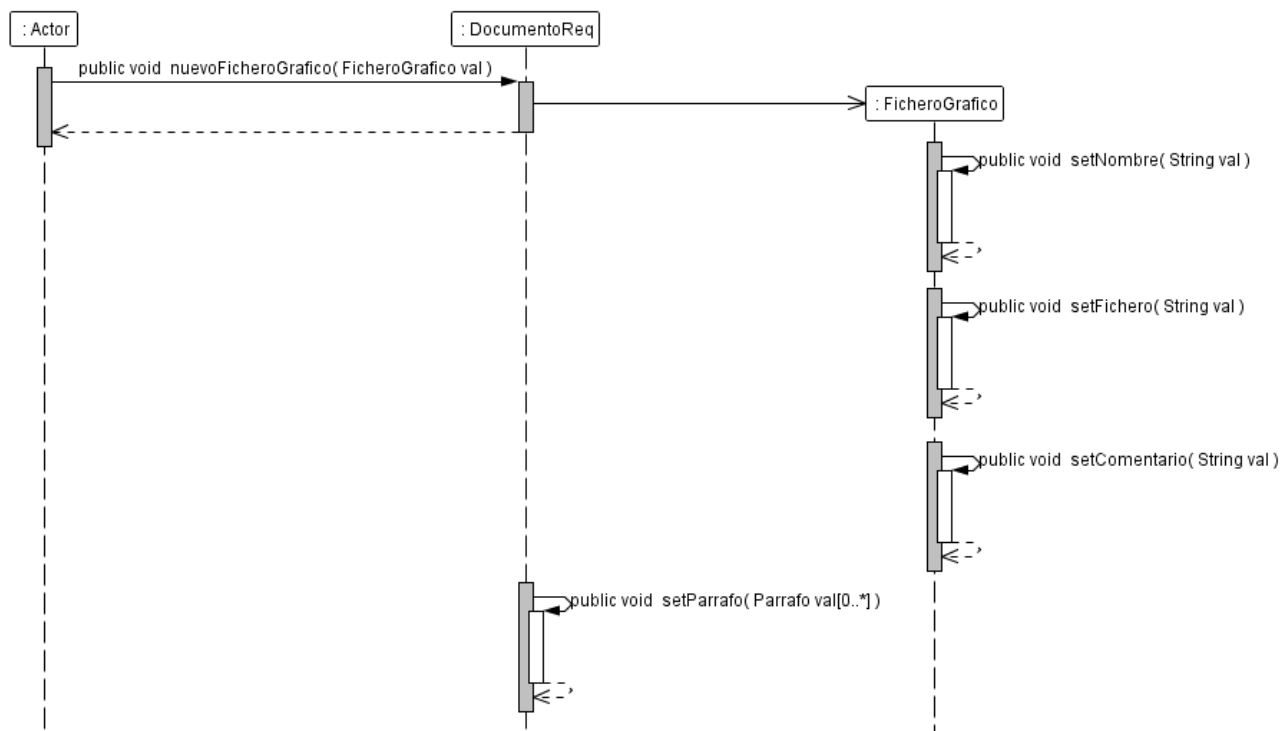 : Actor
: DocumentoReq
public void nuevoFicheroGrafico( FicheroGrafico val )
: FicheroGrafico
public void setNombre( String val )
public void setFichero( String val )
public void setComentario( String val )
public void setParrafo( Parrafo val[0..*] )